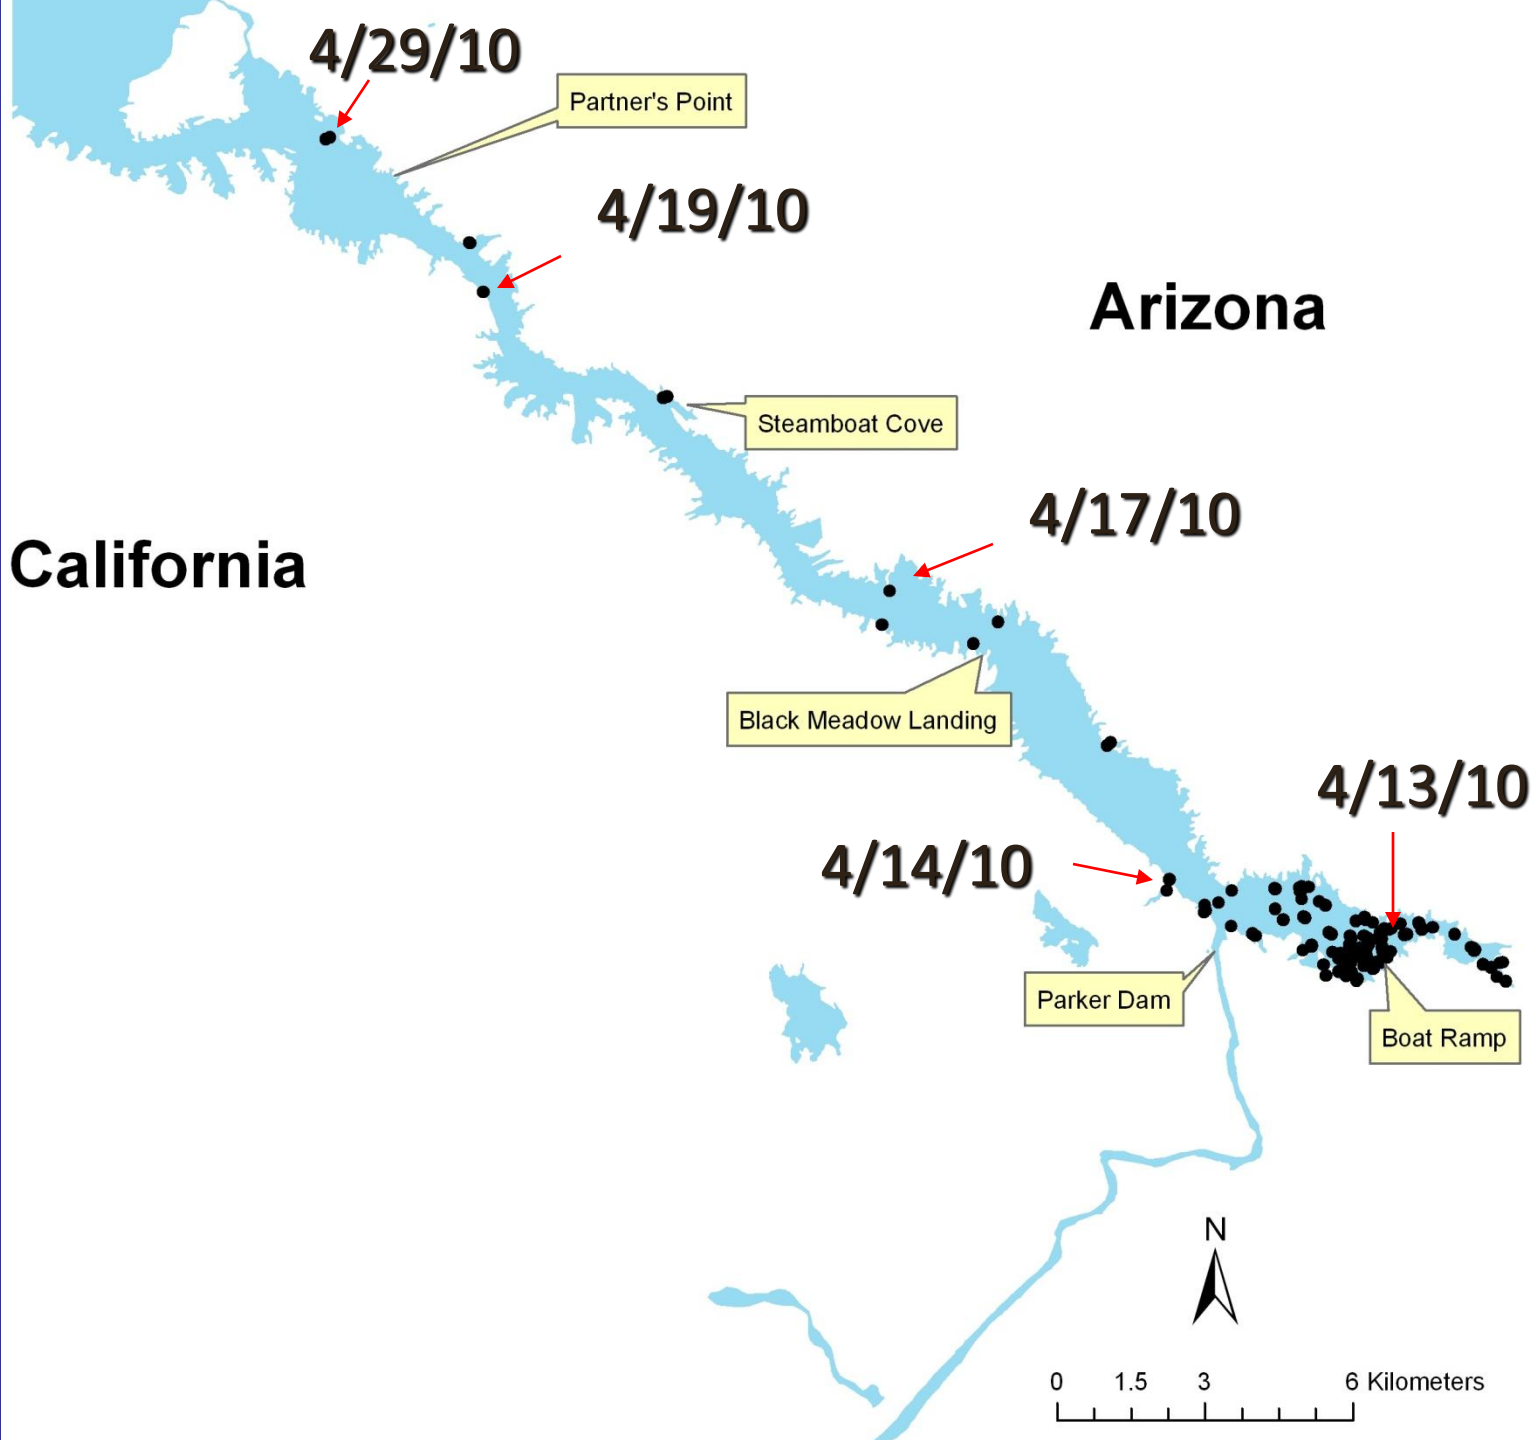 4/29/10
Partner's Point
4/19/10
Arizona
Steamboat Cove
4/17/10
California
Black Meadow Landing
4/13/10
4/14/10
Parker Dam
Boat Ramp
N
0 1.5 3 6 Kilometers